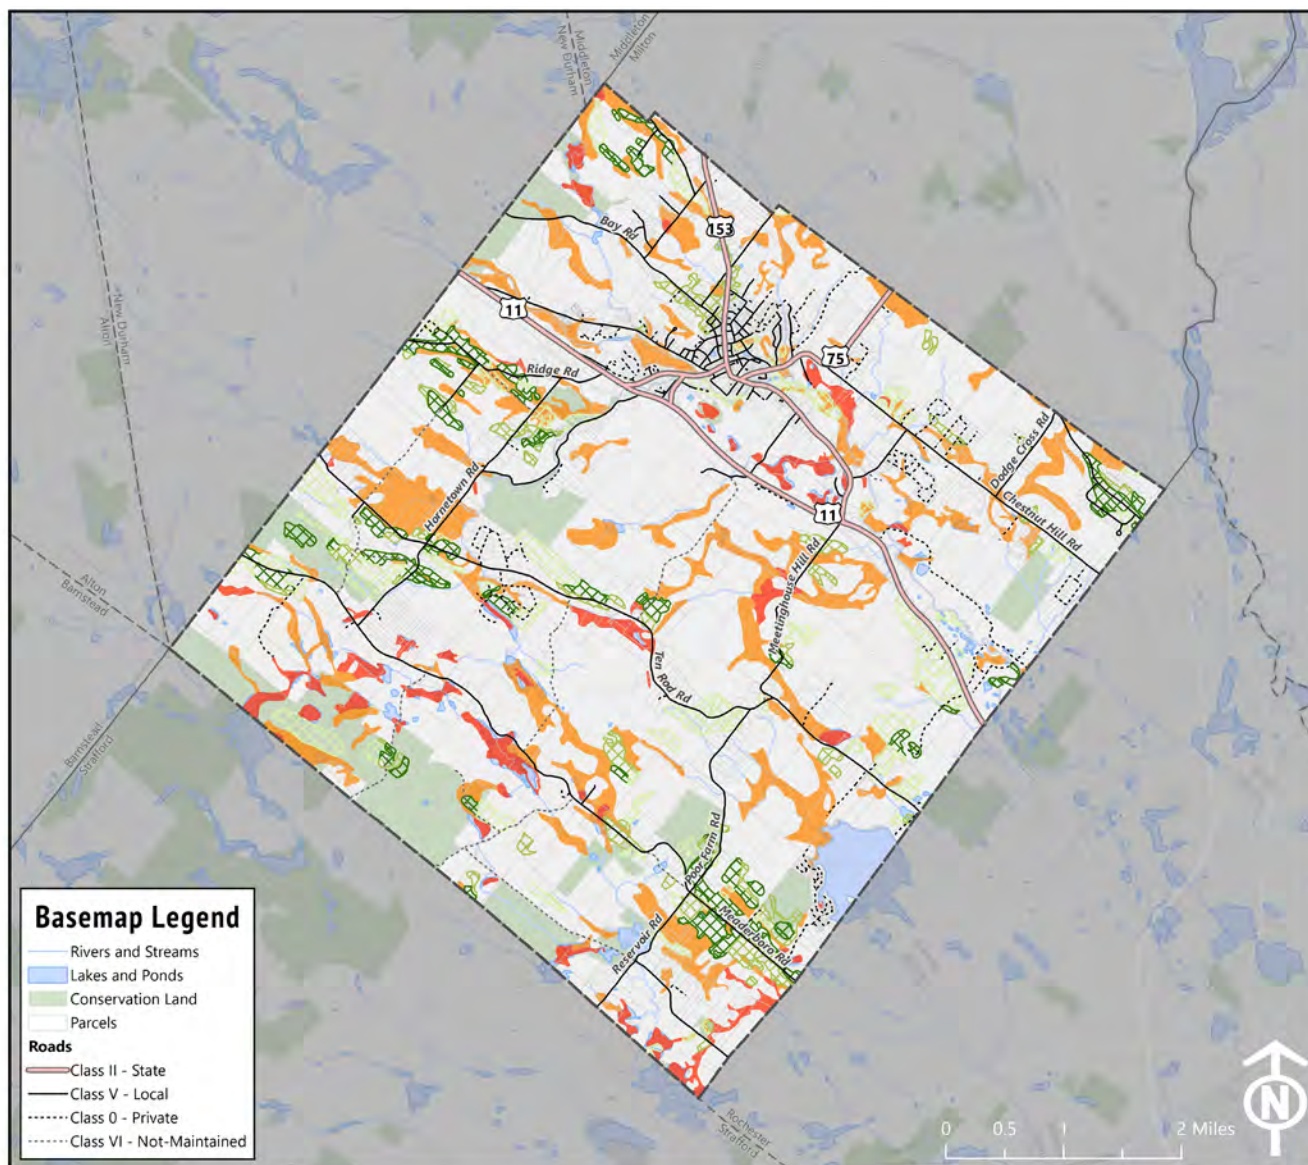 Middleton
New Durham
Middleton
Milton
153
Bay Rd
11
New Durham
Alton
75
Ridge Rd
Dodge Cross Rd
Hornetown Rd
Chestnut Hill Rd
11
Meetinghouse Hill Rd
Alton
Barnstead
Ten Rod Rd
Barnstead
Strafford
Poor Farm Rd
Meaderboro Rd
Reservoir Rd
Basemap Legend
Rivers and Streams
Lakes and Ponds
Conservation Land
Parcels
Roads
Class II - State
Class V - Local
Class 0 - Private
Class VI - Not-Maintained
Rochester
Strafford
0 0.5 1 2 Miles
N